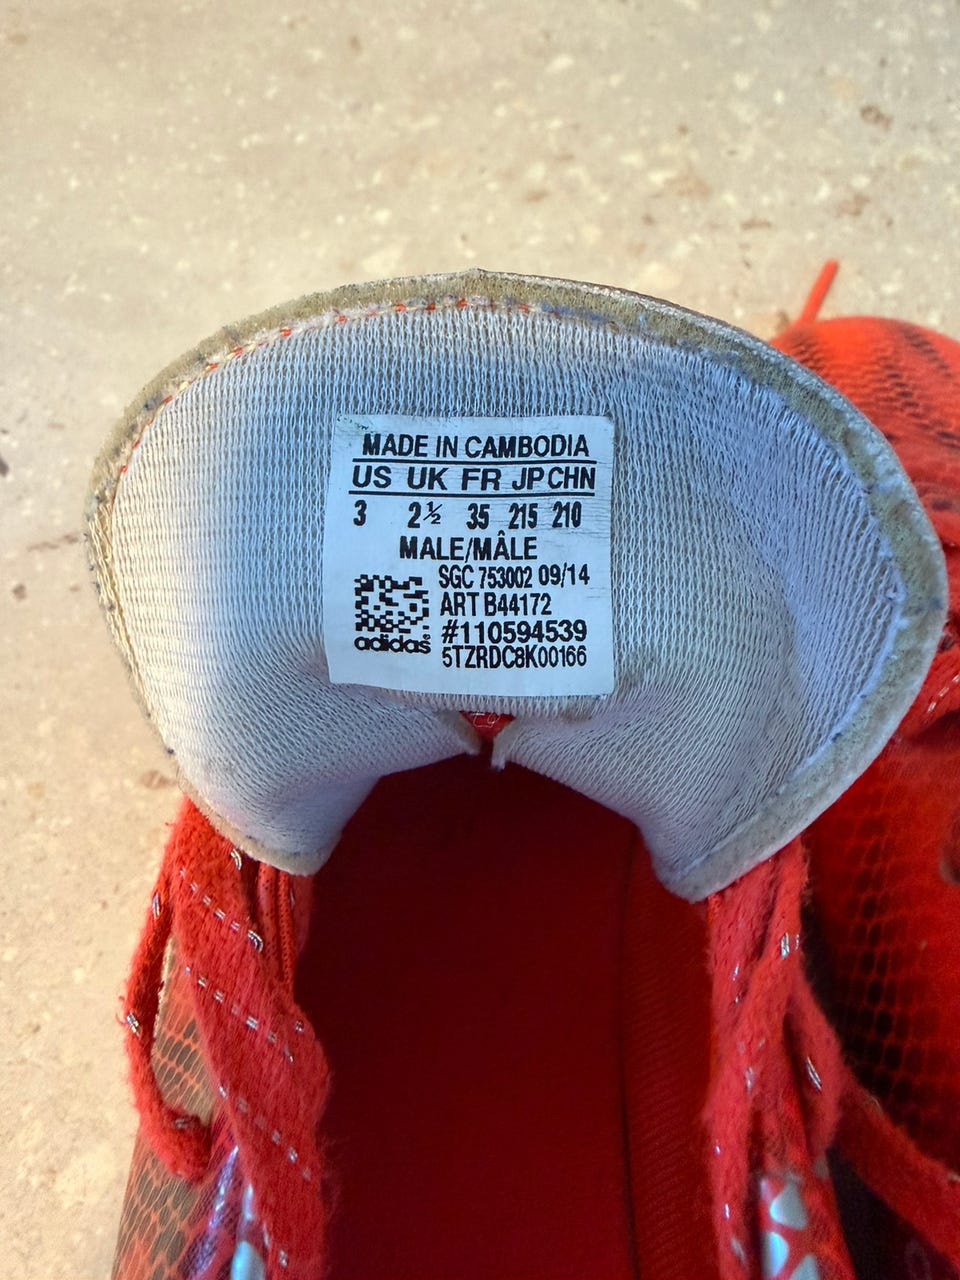 MADE IN CAMBODIA
US UK FR JP CHN
3 2½ 35 215 210
MALE/MÂLE
SGC 753002 09/14
ART B44172
#110594539
5TZRDC8K00166
adidas®